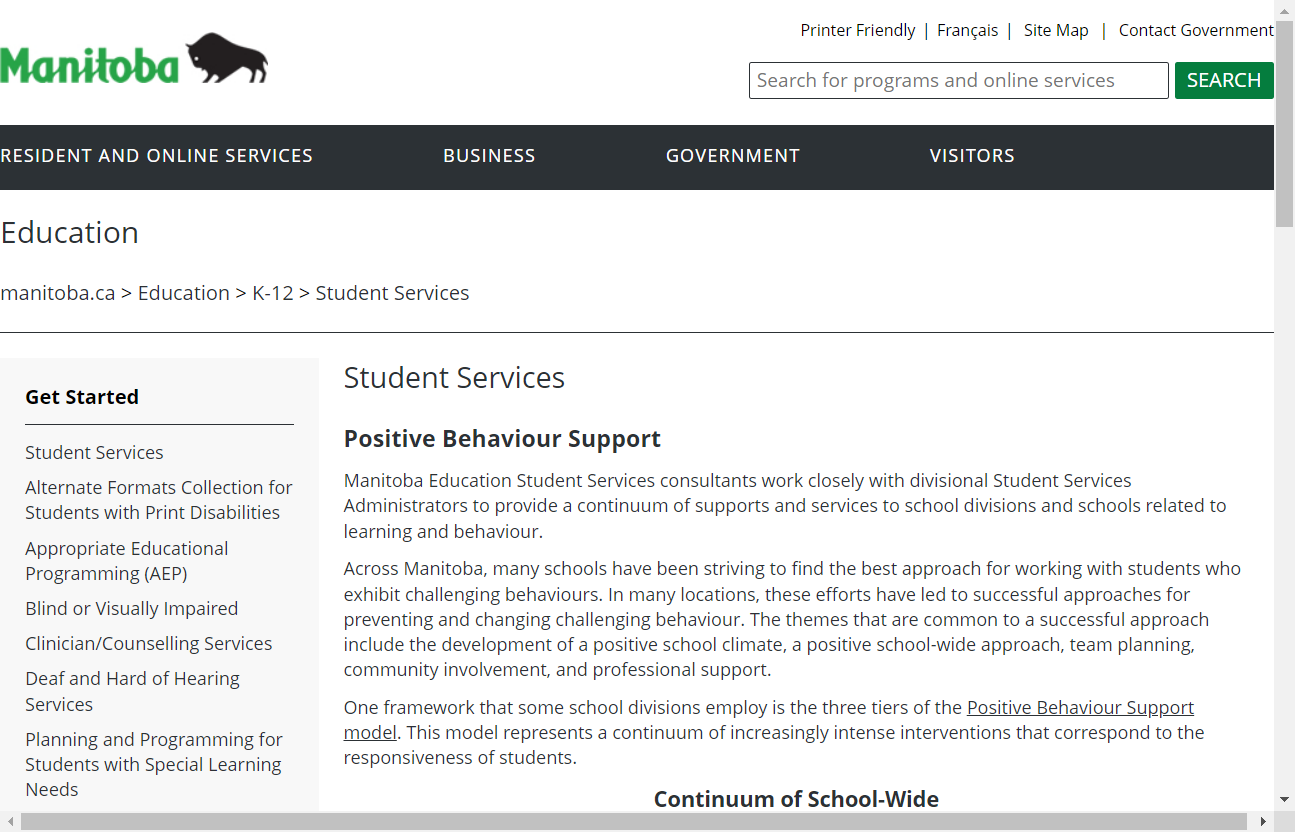 Manitoba
Printer Friendly | Français | Site Map | Contact Government
Search for programs and online services
SEARCH
RESIDENT AND ONLINE SERVICES
BUSINESS
GOVERNMENT
VISITORS
Education
manitoba.ca > Education > K-12 > Student Services
Get Started
Student Services
Alternate Formats Collection for
Students with Print Disabilities
Appropriate Educational
Programming (AEP)
Blind or Visually Impaired
Clinician/Counselling Services
Deaf and Hard of Hearing
Services
Planning and Programming for
Students with Special Learning
Needs
Student Services
Positive Behaviour Support
Manitoba Education Student Services consultants work closely with divisional Student Services
Administrators to provide a continuum of supports and services to school divisions and schools related to
learning and behaviour.
Across Manitoba, many schools have been striving to find the best approach for working with students who
exhibit challenging behaviours. In many locations, these efforts have led to successful approaches for
preventing and changing challenging behaviour. The themes that are common to a successful approach
include the development of a positive school climate, a positive school-wide approach, team planning,
community involvement, and professional support.
One framework that some school divisions employ is the three tiers of the Positive Behaviour Support
model. This model represents a continuum of increasingly intense interventions that correspond to the
responsiveness of students.
Continuum of School-Wide